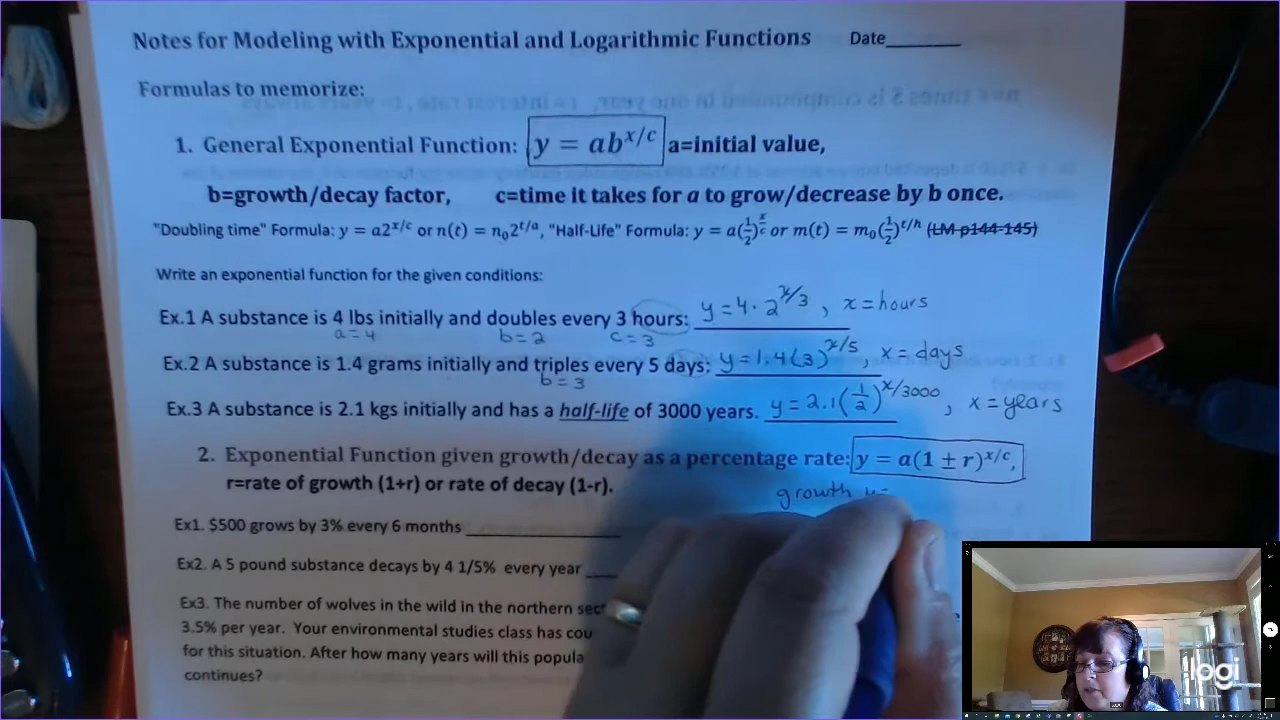 Notes for Modeling with Exponential and Logarithmic Functions Date_______
Formulas to memorize:
1. General Exponential Function: y = ab^{x/c} a=initial value,
b=growth/decay factor, c=time it takes for a to grow/decrease by b once.
"Doubling time" Formula: y = a2^{x/c} or n(t) = n₀2^{t/a}, "Half-Life" Formula: y = a(1/2)^{x/c} or m(t) = m₀(1/2)^{t/h} (LM p144-145)
Write an exponential function for the given conditions:
Ex.1 A substance is 4 lbs initially and doubles every 3 hours: y = 4 · 2^{x/3} , x = hours
a = 4 b = 2 c = 3
Ex.2 A substance is 1.4 grams initially and triples every 5 days: y = 1.4(3)^{x/5} , x = days
b = 3
Ex.3 A substance is 2.1 kgs initially and has a half-life of 3000 years. y = 2.1(1/2)^{x/3000} , x = years
2. Exponential Function given growth/decay as a percentage rate: y = a(1 ± r)^{x/c},
r=rate of growth (1+r) or rate of decay (1-r).
growth y=
Ex1. $500 grows by 3% every 6 months ______________
Ex2. A 5 pound substance decays by 4 1/5% every year ___
Ex3. The number of wolves in the wild in the northern sec
3.5% per year. Your environmental studies class has cou
for this situation. After how many years will this popula
continues?
logi